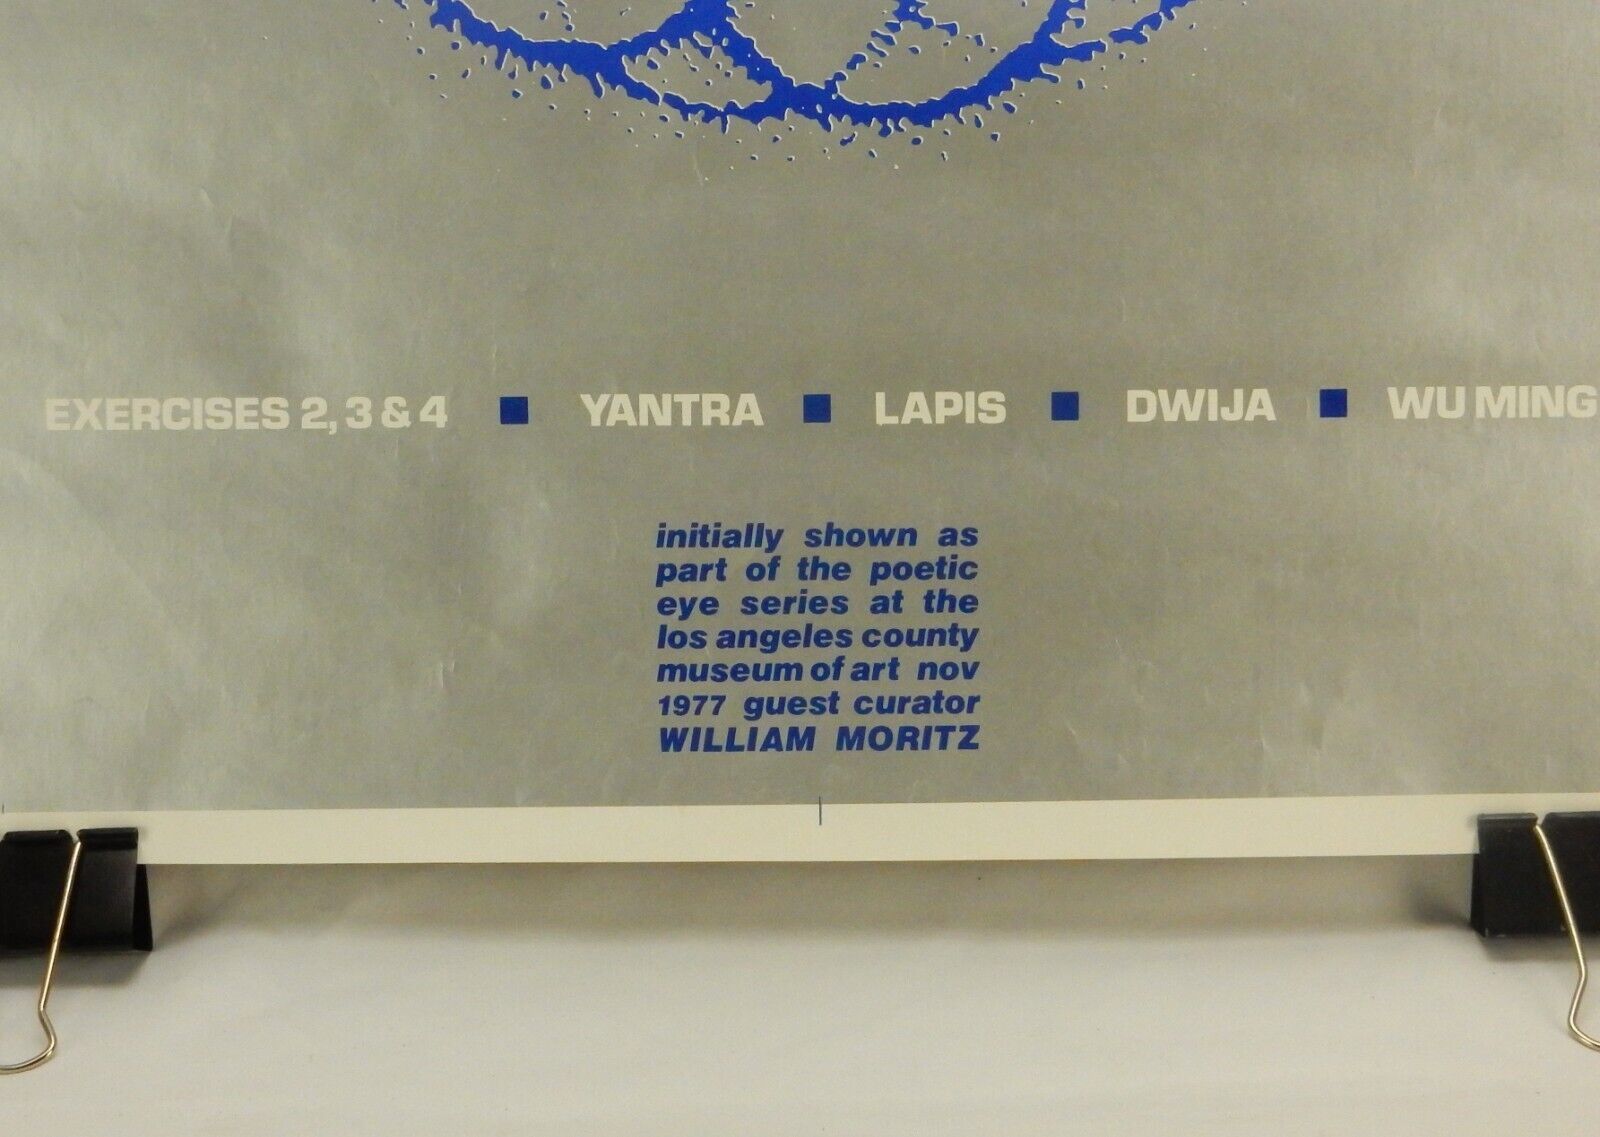 EXERCISES 2, 3 & 4 ■ YANTRA ■ LAPIS ■ DWIJA ■ WU MING
initially shown as
part of the poetic
eye series at the
los angeles county
museum of art nov
1977 guest curator
WILLIAM MORITZ